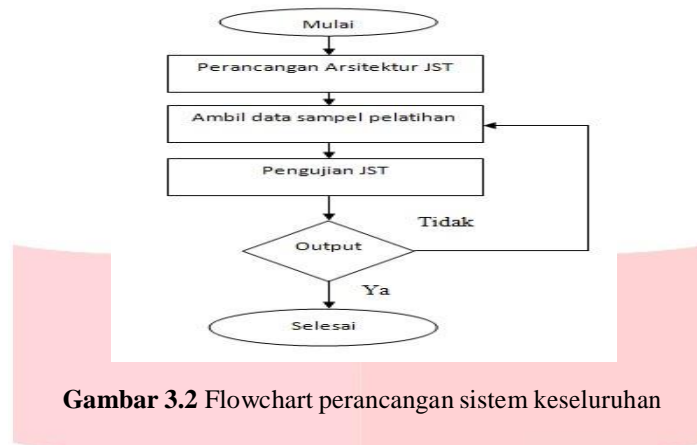 Mulai
Perancangan Arsitektur JST
Ambil data sampel pelatihan
Pengujian JST
Tidak
Output
Ya
Selesai
Gambar 3.2 Flowchart perancangan sistem keseluruhan